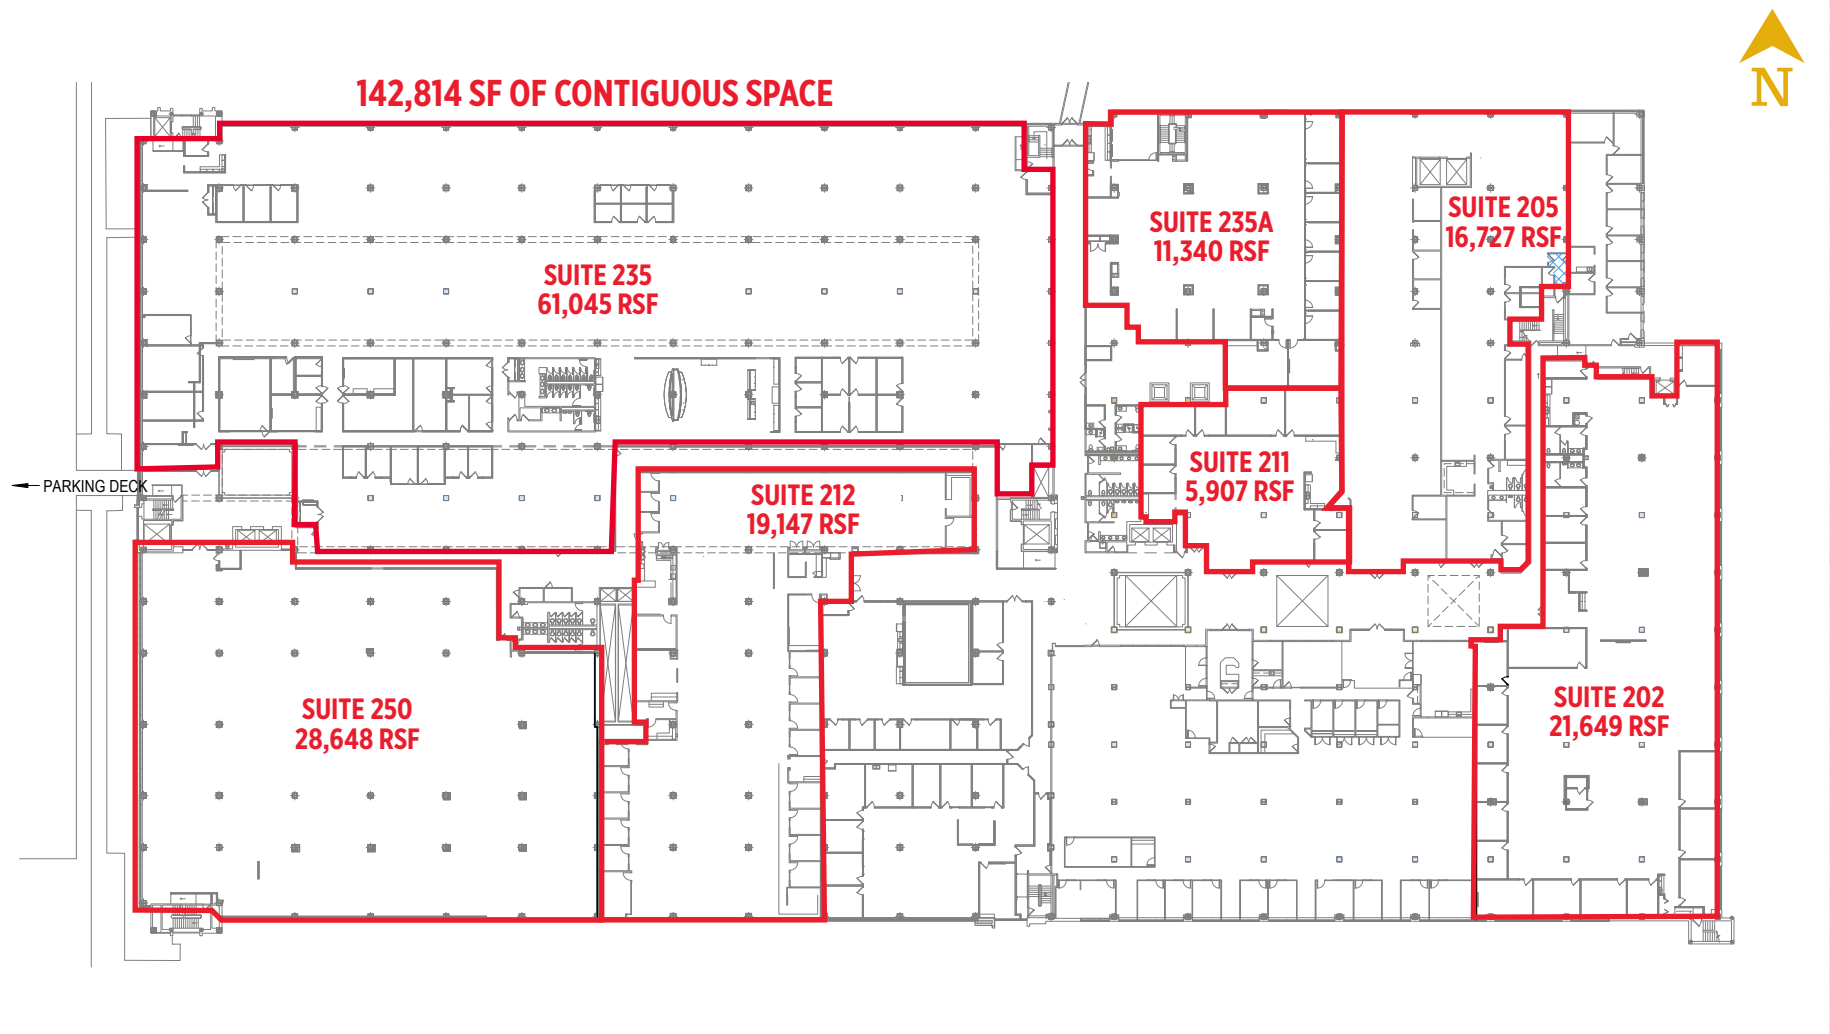 142,814 SF OF CONTIGUOUS SPACE
N
SUITE 235
61,045 RSF
SUITE 235A
11,340 RSF
SUITE 205
16,727 RSF
PARKING DECK
SUITE 212
19,147 RSF
SUITE 211
5,907 RSF
SUITE 250
28,648 RSF
SUITE 202
21,649 RSF